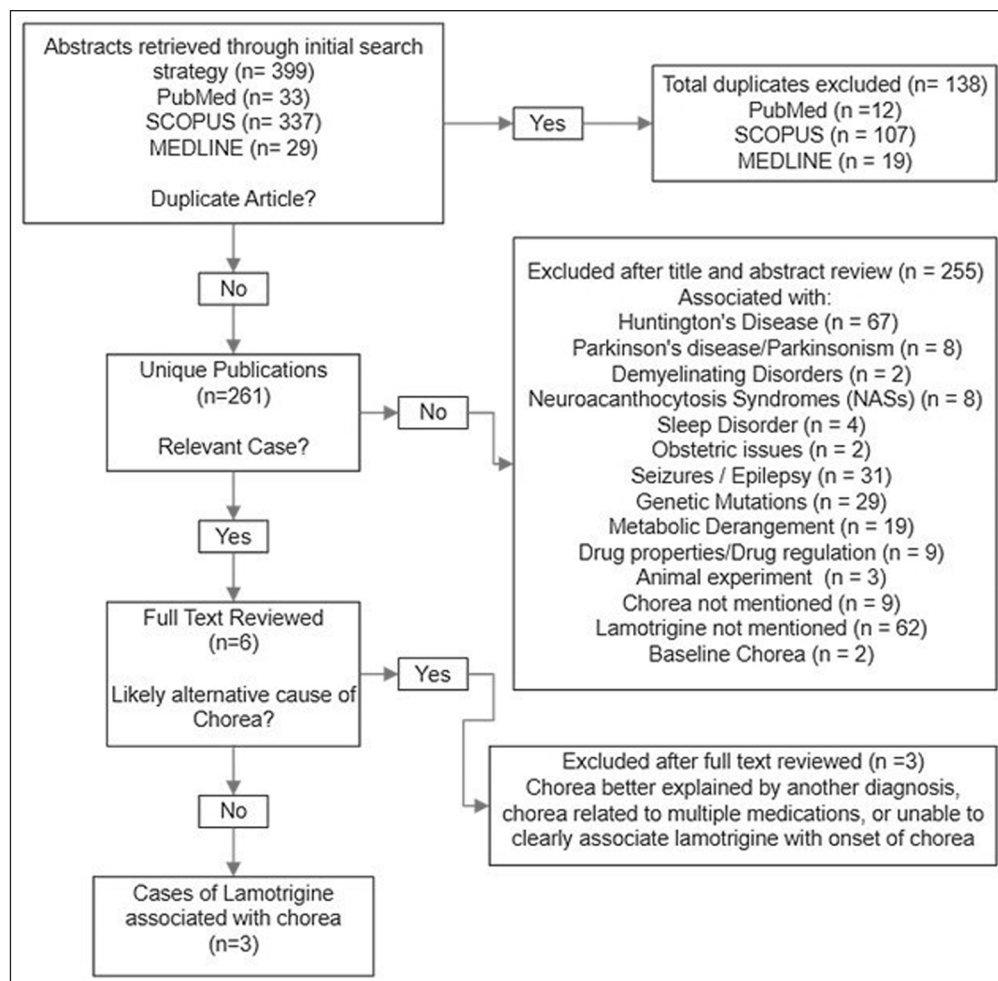 Abstracts retrieved through initial search
strategy (n= 399)
PubMed (n= 33)
SCOPUS (n= 337)
MEDLINE (n= 29)
Duplicate Article?
Yes
Total duplicates excluded (n= 138)
PubMed (n =12)
SCOPUS (n = 107)
MEDLINE (n = 19)
No
Unique Publications
(n=261)
Relevant Case?
No
Excluded after title and abstract review (n = 255)
Associated with:
Huntington's Disease (n = 67)
Parkinson's disease/Parkinsonism (n = 8)
Demyelinating Disorders (n = 2)
Neuroacanthocytosis Syndromes (NASs) (n = 8)
Sleep Disorder (n = 4)
Obstetric issues (n = 2)
Seizures / Epilepsy (n = 31)
Genetic Mutations (n = 29)
Metabolic Derangement (n = 19)
Drug properties/Drug regulation (n = 9)
Animal experiment (n = 3)
Chorea not mentioned (n = 9)
Lamotrigine not mentioned (n = 62)
Baseline Chorea (n = 2)
Yes
Full Text Reviewed
(n=6)
Likely alternative cause of
Chorea?
Yes
Excluded after full text reviewed (n =3)
Chorea better explained by another diagnosis,
chorea related to multiple medications, or unable to
clearly associate lamotrigine with onset of chorea
No
Cases of Lamotrigine
associated with chorea
(n=3)